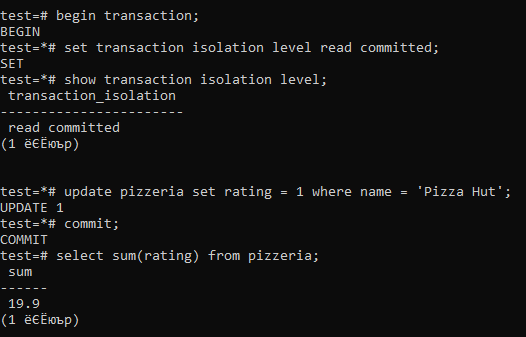 test=# begin transaction;
BEGIN
test=*# set transaction isolation level read committed;
SET
test=*# show transaction isolation level;
 transaction_isolation
-----------------------
 read committed
(1 ёЄЁюър)
test=*# update pizzeria set rating = 1 where name = 'Pizza Hut';
UPDATE 1
test=*# commit;
COMMIT
test=# select sum(rating) from pizzeria;
 sum
------
 19.9
(1 ёЄЁюър)